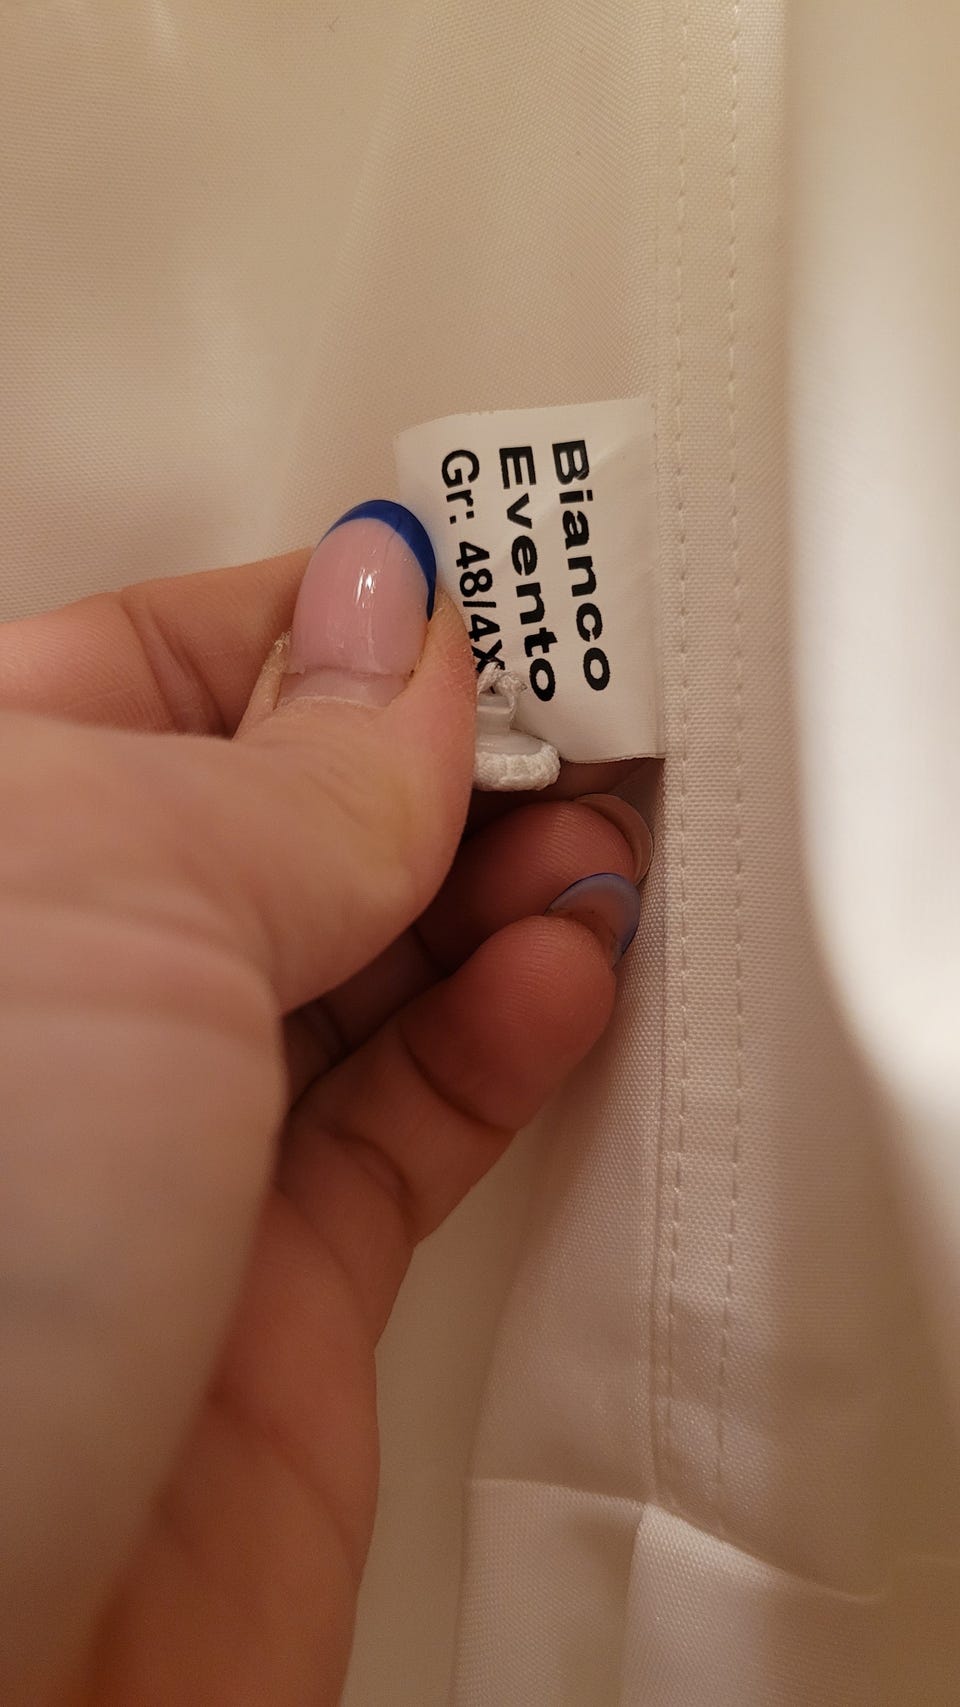 Bianco
Evento
Gr: 48/4X